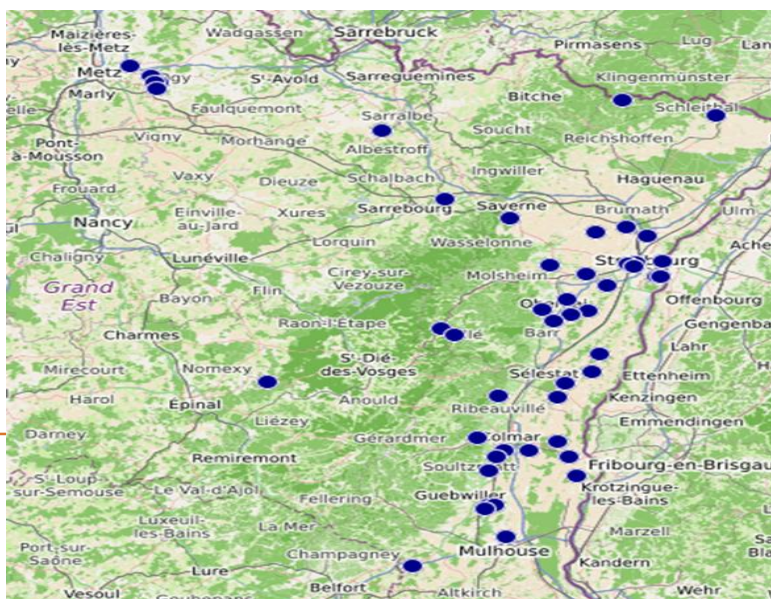 Maizières-
lès-Metz
Wadgassen
Sarrebruck
Pirmasens
Lug
Lan
Metz
St-Avold
Sarreguemines
Klingenmünster
Marly
Bitche
Schleithal
Faulquemont
Sarralbe
Pont-
à-Mousson
Vigny
Morhange
Albestroff
Soucht
Reichshoffen
Vaxy
Dieuze
Schalbach
Ingwiller
Haguenau
Frouard
Sarrebourg
Saverne
Brumath
Ulm
Nancy
Einville-
au-Jard
Xures
Lorquin
Wasselonne
Ache
Chaligny
Lunéville
Cirey-sur-
Vezouze
Molsheim
Grand
Est
Bayon
Flin
Offenbourg
Raon-l'Étape
Gengenba
Charmes
Barr
Lahr
Mirecourt
Nomexy
St-Dié-
des-Vosges
Sélestat
Ettenheim
Harol
Épinal
Anould
Ribeauvillé
Kenzingen
Liézey
Emmendingen
Darney
Gérardmer
Colmar
Remiremont
Fribourg-en-Brisgau
St-Loup-
sur-Semouse
Le Val-d'Ajol
Guebwiller
Krotzingue-
les-Bains
Fellering
Luxeuil-
les-Bains
La Mer
Marzell
Port-sur-
Saône
Champagney
Mulhouse
Lure
Kandern
Vesoul
Belfort
Altkirch
Wehr